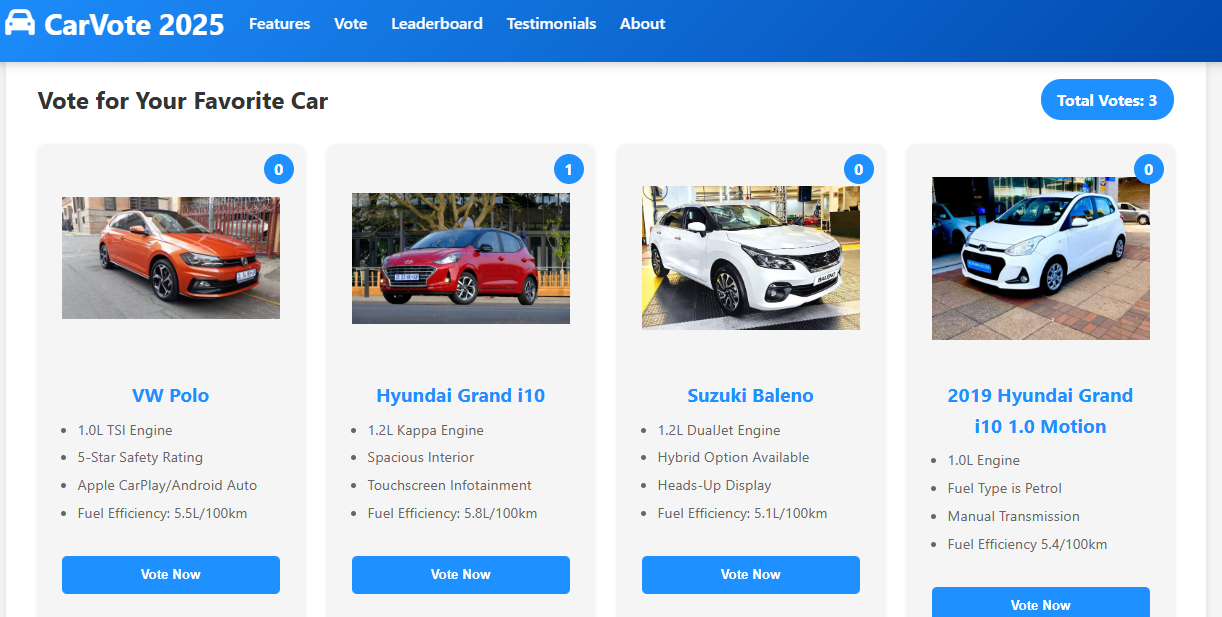 CarVote 2025 Features Vote Leaderboard Testimonials About
Vote for Your Favorite Car
Total Votes: 3
0
VW Polo
1.0L TSI Engine
5-Star Safety Rating
Apple CarPlay/Android Auto
Fuel Efficiency: 5.5L/100km
Vote Now
1
Hyundai Grand i10
1.2L Kappa Engine
Spacious Interior
Touchscreen Infotainment
Fuel Efficiency: 5.8L/100km
Vote Now
0
BALENO
Suzuki Baleno
1.2L DualJet Engine
Hybrid Option Available
Heads-Up Display
Fuel Efficiency: 5.1L/100km
Vote Now
0
2019 Hyundai Grand
i10 1.0 Motion
1.0L Engine
Fuel Type is Petrol
Manual Transmission
Fuel Efficiency 5.4/100km
Vote Now